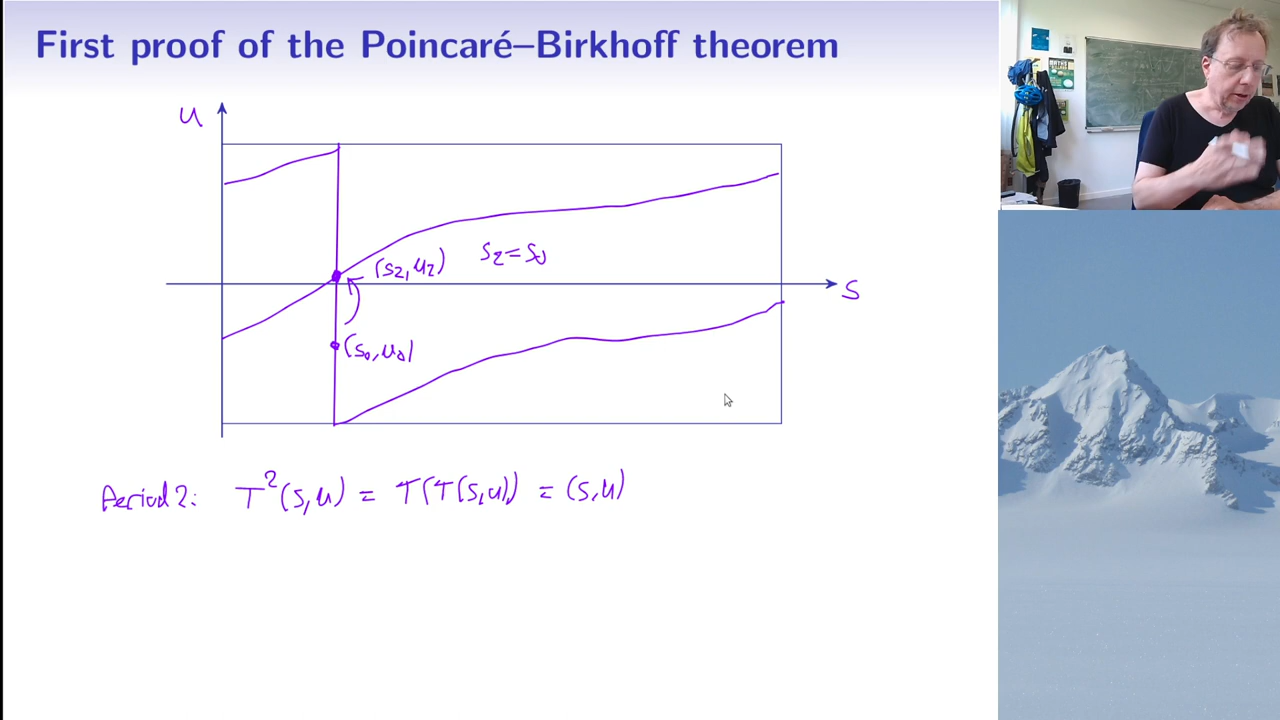 First proof of the Poincaré–Birkhoff theorem
u
(s₂,u₂) s₂=s₀
s
(s₀,u₀)
Period 2: T²(s,u) = T(T(s,u)) = (s,u)